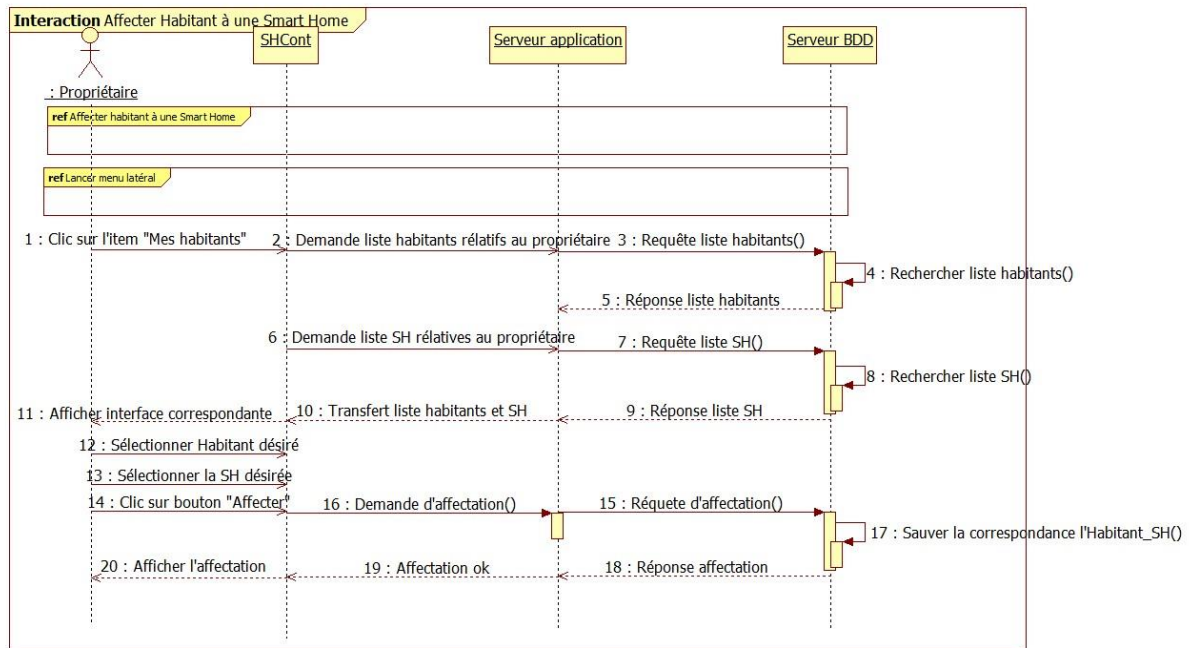 Interaction Affecter Habitant à une Smart Home
SHCont
Serveur application
Serveur BDD
: Propriétaire
ref Affecter habitant à une Smart Home
ref Lancer menu latéral
1 : Clic sur l'item "Mes habitants"
2 : Demande liste habitants rélatifs au propriétaire
3 : Requête liste habitants()
4 : Rechercher liste habitants()
5 : Réponse liste habitants
6 : Demande liste SH rélatives au propriétaire
7 : Requête liste SH()
8 : Rechercher liste SH()
11 : Afficher interface correspondante
10 : Transfert liste habitants et SH
9 : Réponse liste SH
12 : Sélectionner Habitant désiré
13 : Sélectionner la SH désirée
14 : Clic sur bouton "Affecter"
16 : Demande d'affectation()
15 : Réquete d'affectation()
17 : Sauver la correspondance l'Habitant_SH()
20 : Afficher l'affectation
19 : Affectation ok
18 : Réponse affectation